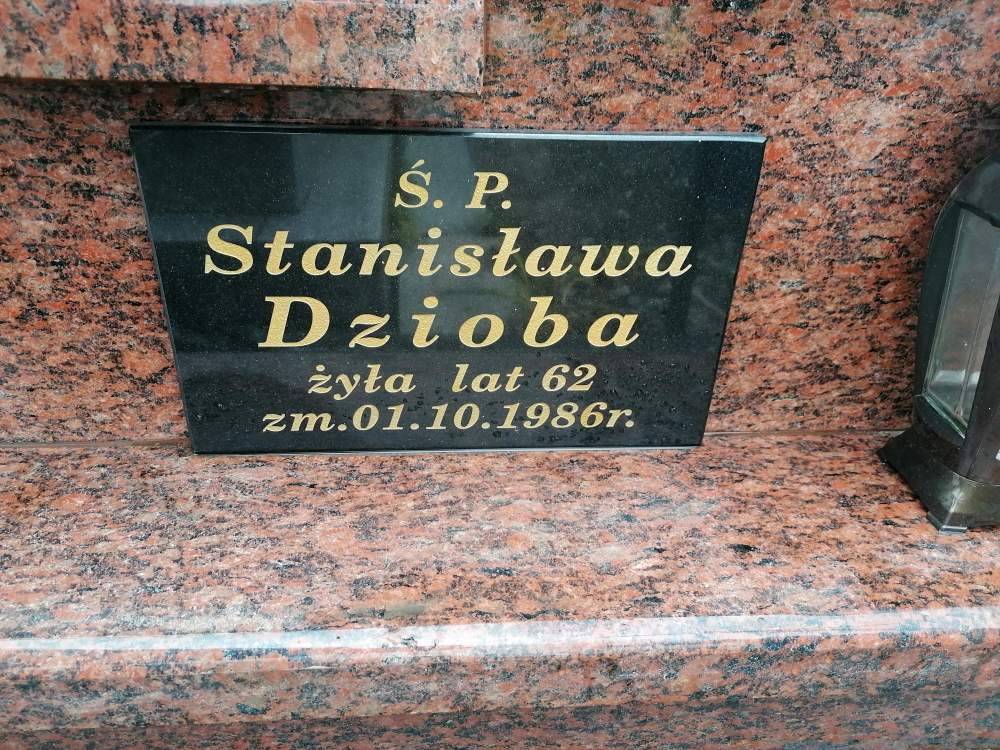 Ś. P.
Stanisława
Dzioba
żyła lat 62
zm.01.10.1986r.